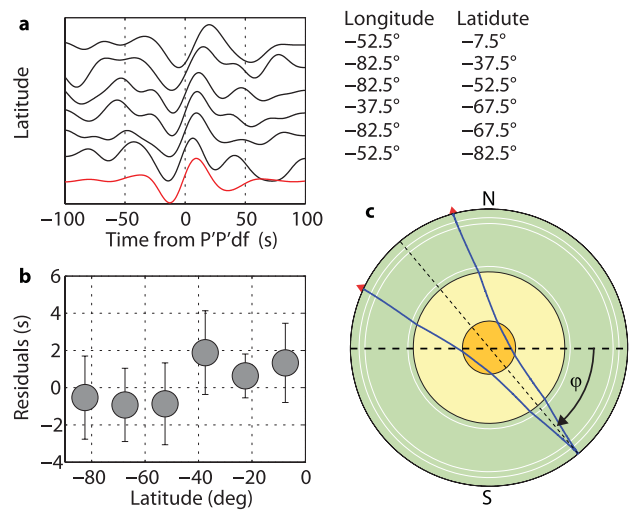 a
Latitude
−100 −50 0 50 100
Time from P'P'df (s)
Longitude Latidute
−52.5° −7.5°
−82.5° −37.5°
−82.5° −52.5°
−37.5° −67.5°
−82.5° −67.5°
−52.5° −82.5°
b
Residuals (s)
6
4
2
0
−2
−4
−80 −60 −40 −20 0
Latitude (deg)
c
N
φ
S